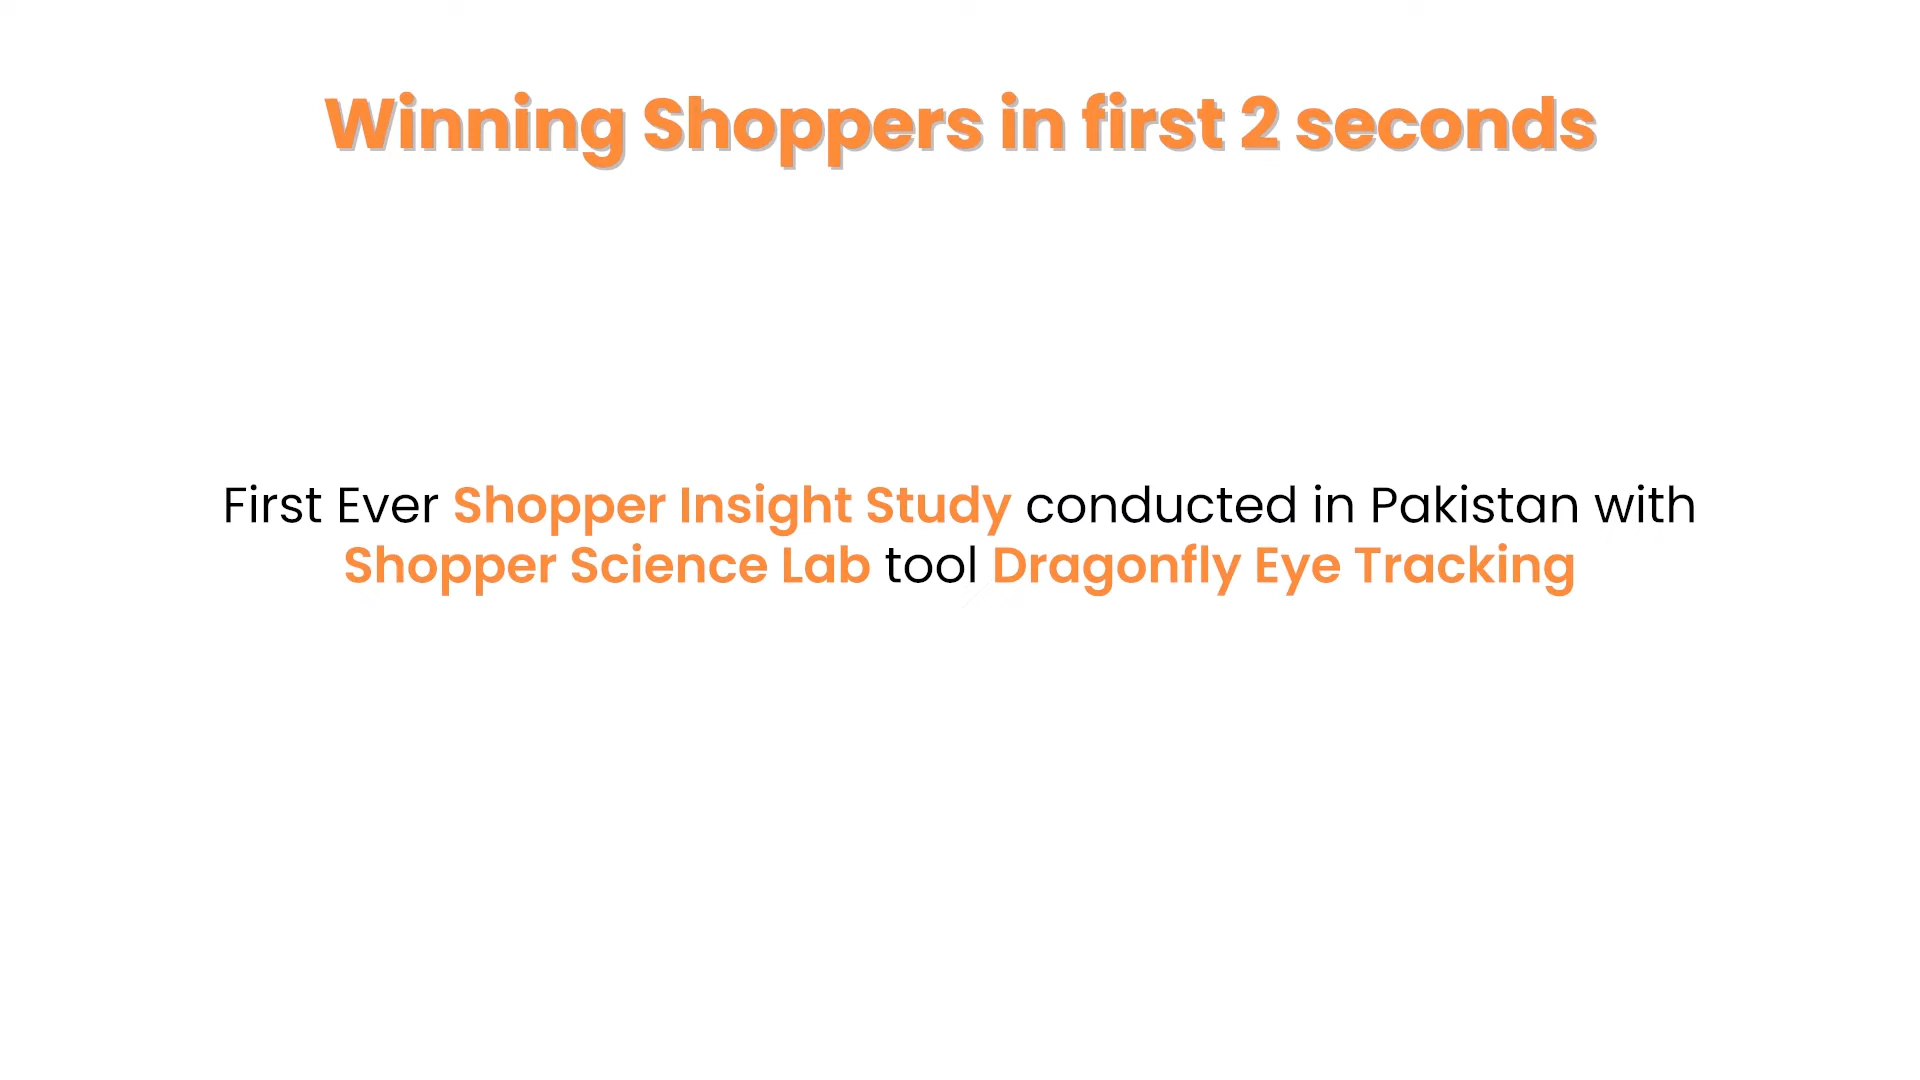 Winning Shoppers in first 2 seconds
First Ever Shopper Insight Study conducted in Pakistan with
Shopper Science Lab tool Dragonfly Eye Tracking